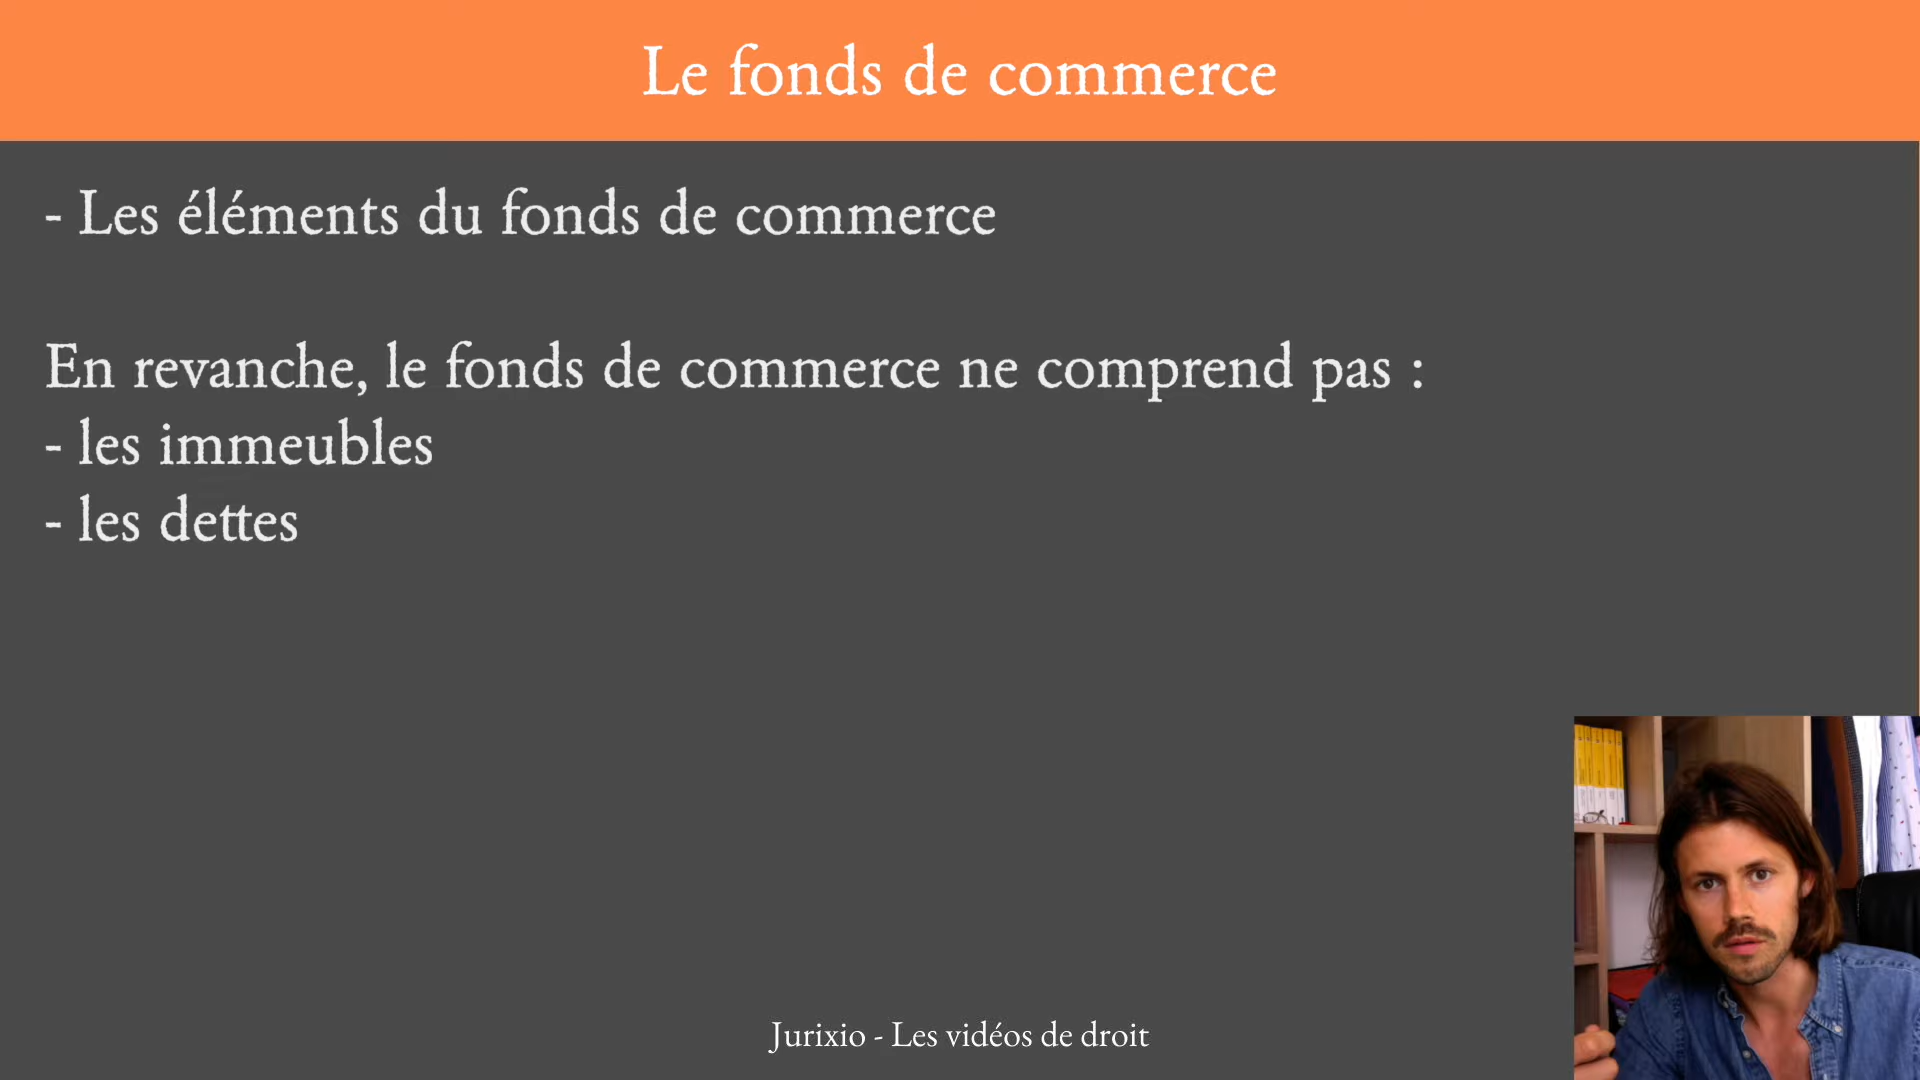 Le fonds de commerce
- Les éléments du fonds de commerce
En revanche, le fonds de commerce ne comprend pas :
- les immeubles
- les dettes
Jurixio - Les vidéos de droit